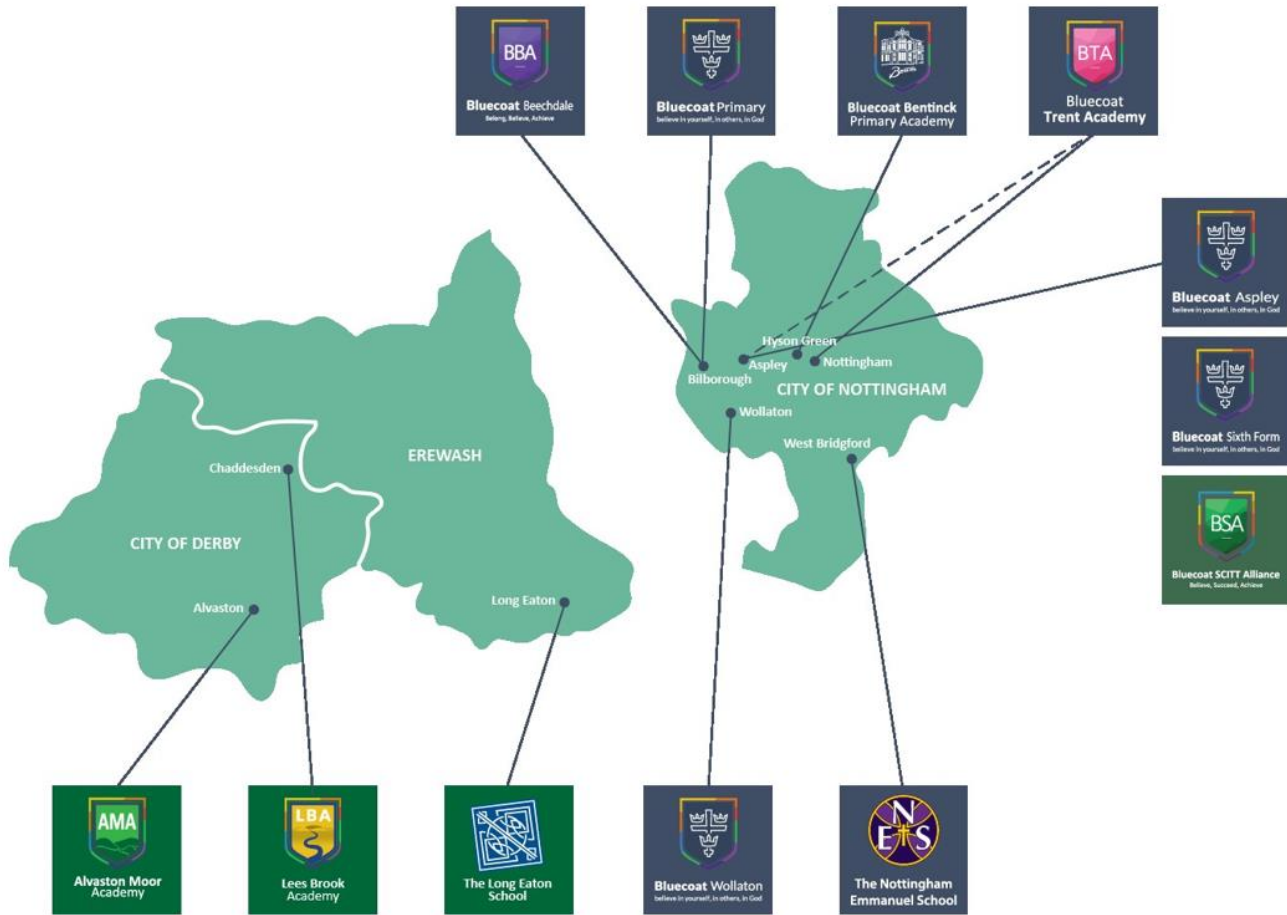 BBA
Bluecoat Beechdale
Belong, Believe, Achieve
Bluecoat Primary
believe in yourself, in others, in God
Bluecoat Bentinck
Primary Academy
BTA
Bluecoat
Trent Academy
Bluecoat Aspley
believe in yourself, in others, in God
Bluecoat Sixth Form
believe in yourself, in others, in God
BSA
Bluecoat SCITT Alliance
Believe, Succeed, Achieve
Hyson Green
Aspley
Nottingham
Bilborough
CITY OF NOTTINGHAM
Wollaton
West Bridgford
EREWASH
Chaddesden
CITY OF DERBY
Alvaston
Long Eaton
AMA
Alvaston Moor
Academy
LBA
Lees Brook
Academy
The Long Eaton
School
Bluecoat Wollaton
believe in yourself, in others, in God
N
E S
The Nottingham
Emmanuel School